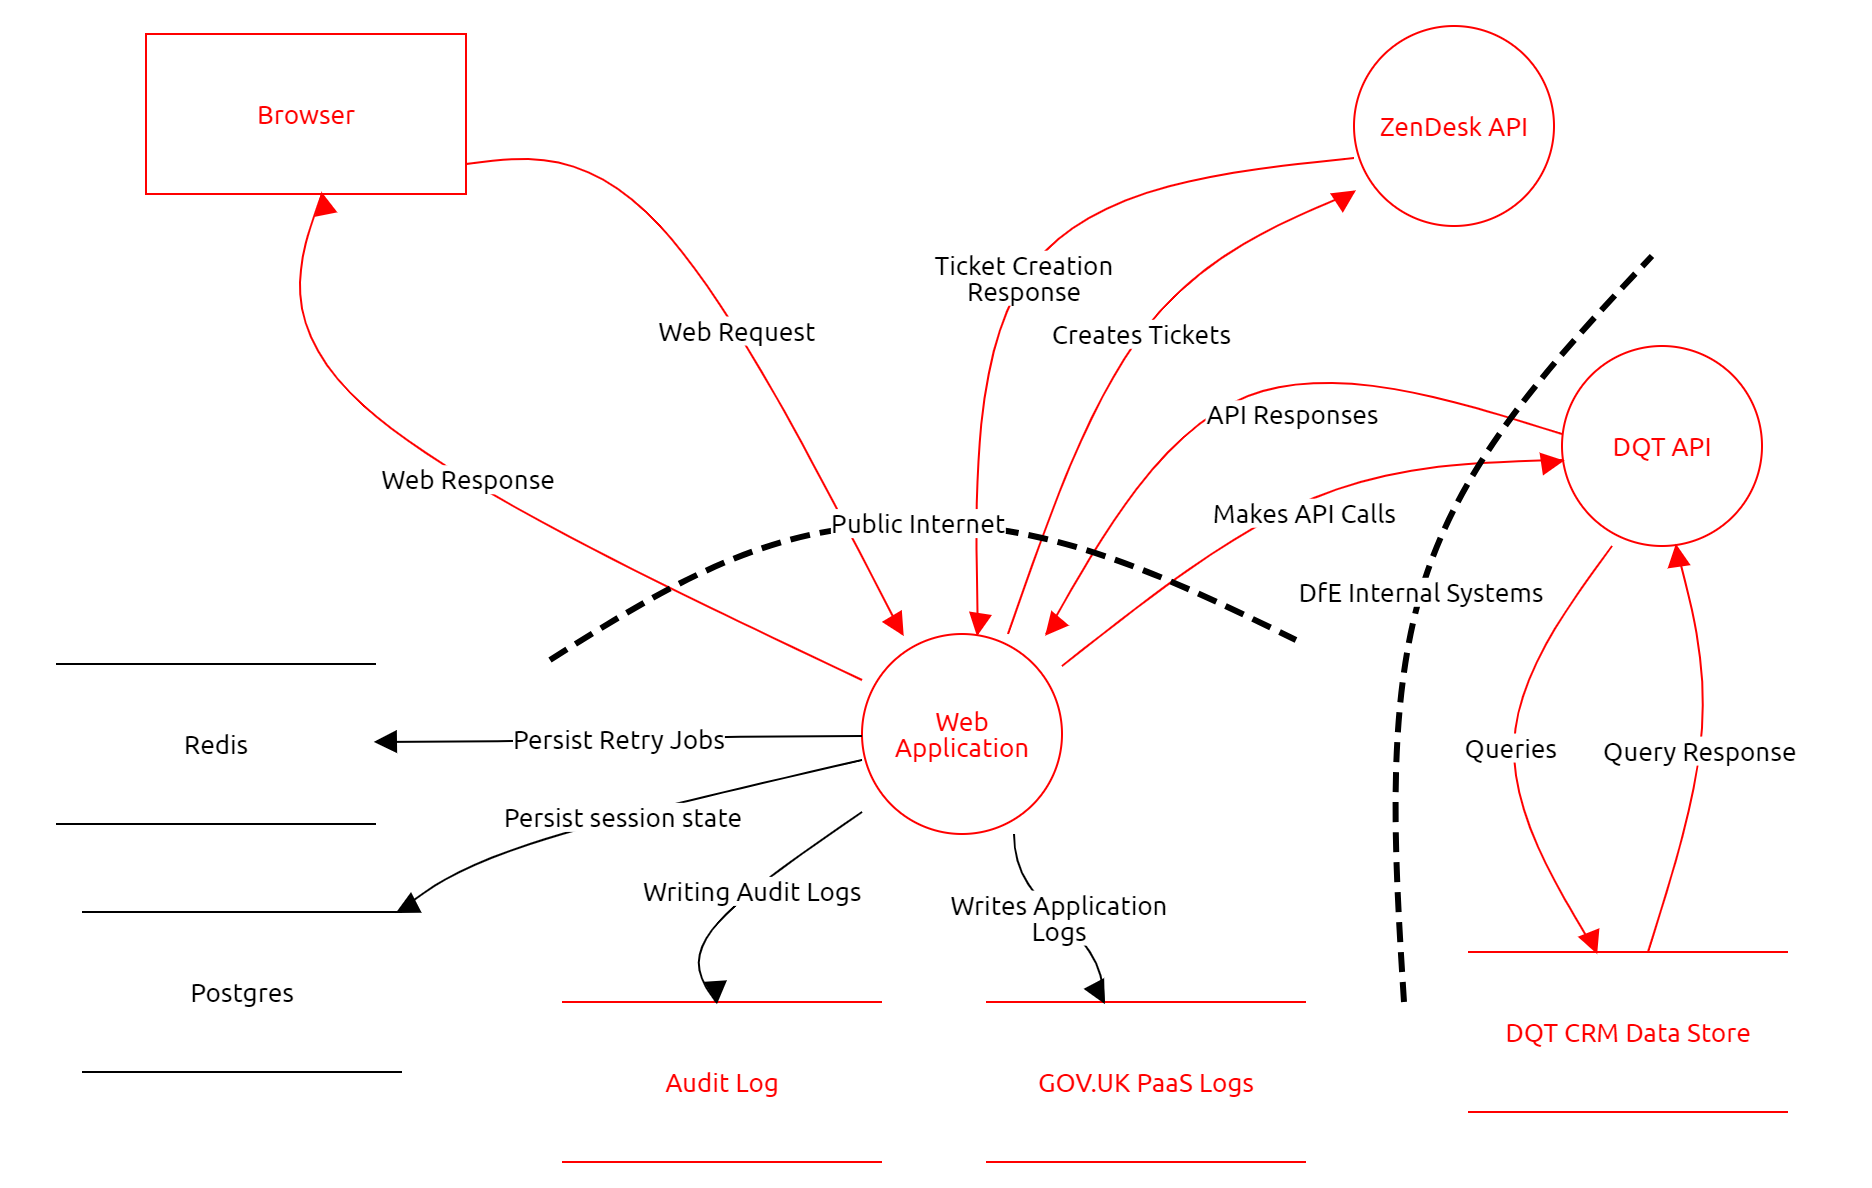 Browser
ZenDesk API
Ticket Creation
Response
Web Request
Creates Tickets
API Responses
DQT API
Web Response
Makes API Calls
Public Internet
DfE Internal Systems
Web
Application
Redis
Persist Retry Jobs
Queries
Query Response
Persist session state
Writing Audit Logs
Writes Application
Logs
Postgres
DQT CRM Data Store
Audit Log
GOV.UK PaaS Logs